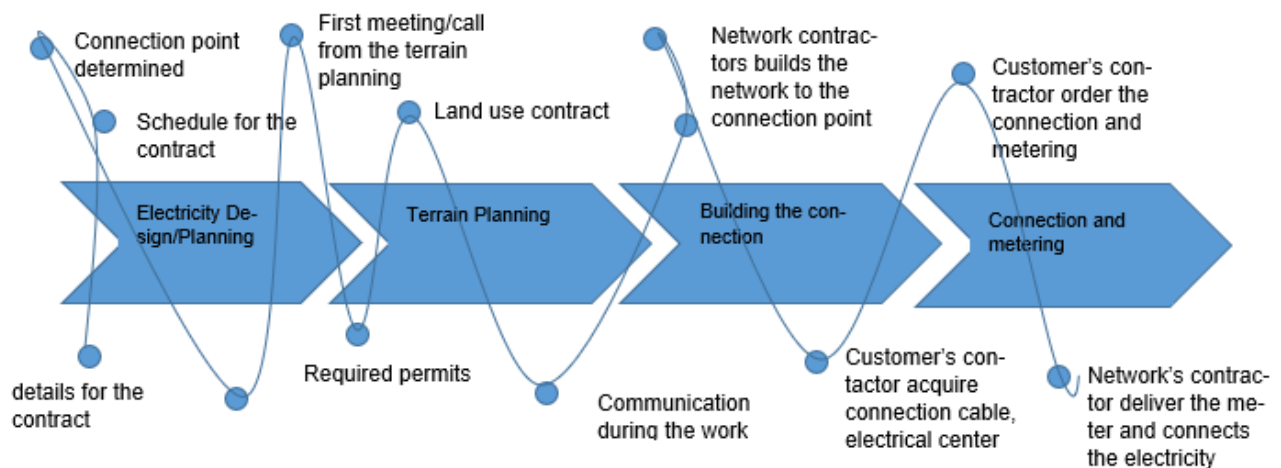 Connection point
determined
Schedule for the
contract
details for the
contract
Electricity De-
sign/Planning
First meeting/call
from the terrain
planning
Required permits
Land use contract
Terrain Planning
Communication
during the work
Network contrac-
tors builds the
network to the
connection point
Building the con-
nection
Customer's con-
tactor acquire
connection cable,
electrical center
Customer's con-
tractor order the
connection and
metering
Connection and
metering
Network's contrac-
tor deliver the me-
ter and connects
the electricity